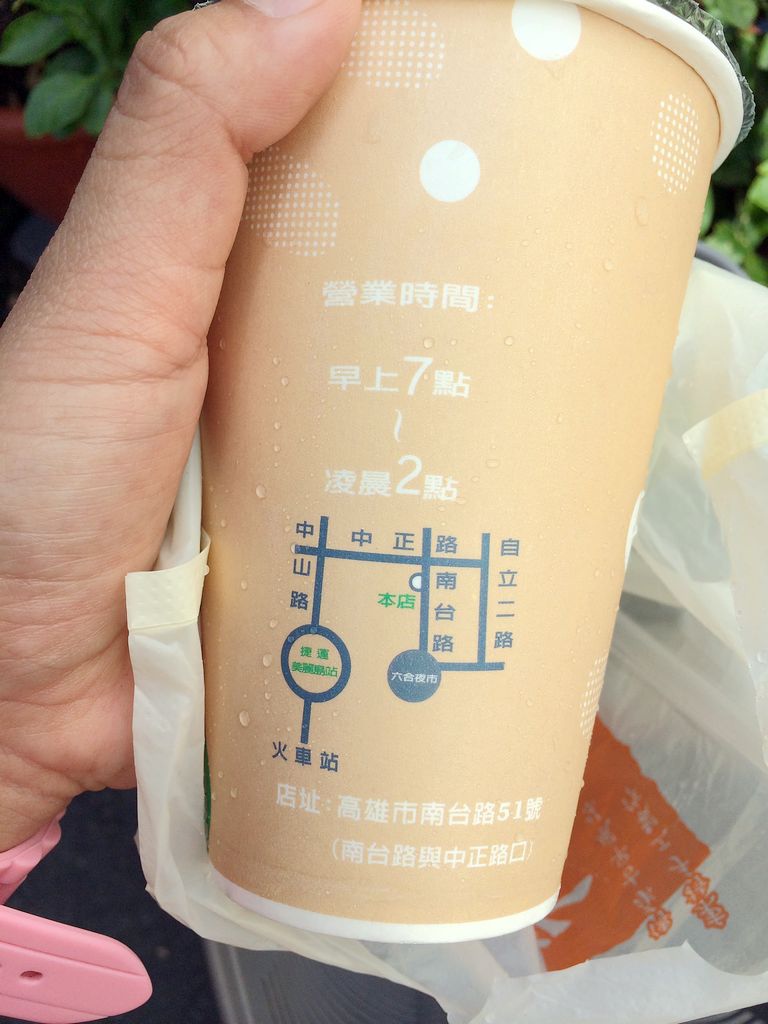 營業時間:
早上7點
~
凌晨2點
中山路
中正路
南台路
自立二路
本店
捷運
美麗島站
六合夜市
火車站
店址:高雄市南台路51號
(南台路與中正路口)